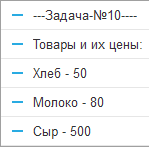 ---Задача-№10----
Товары и их цены:
Хлеб - 50
Молоко - 80
Сыр - 500